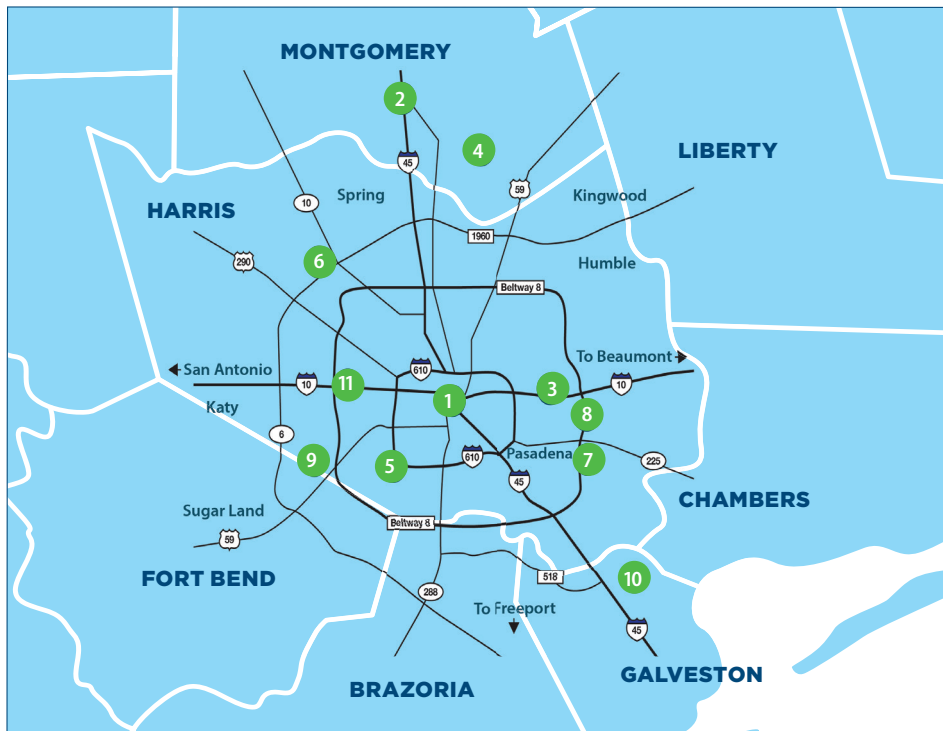 MONTGOMERY
2
4
45
LIBERTY
59
Spring
Kingwood
10
HARRIS
1960
290
6
Humble
Beltway 8
To Beaumont
San Antonio
610
10
11
3
10
Katy
1
8
6
9
5
610
Pasadena
7
225
45
CHAMBERS
Sugar Land
Beltway 8
59
FORT BEND
518
10
288
To Freeport
45
GALVESTON
BRAZORIA